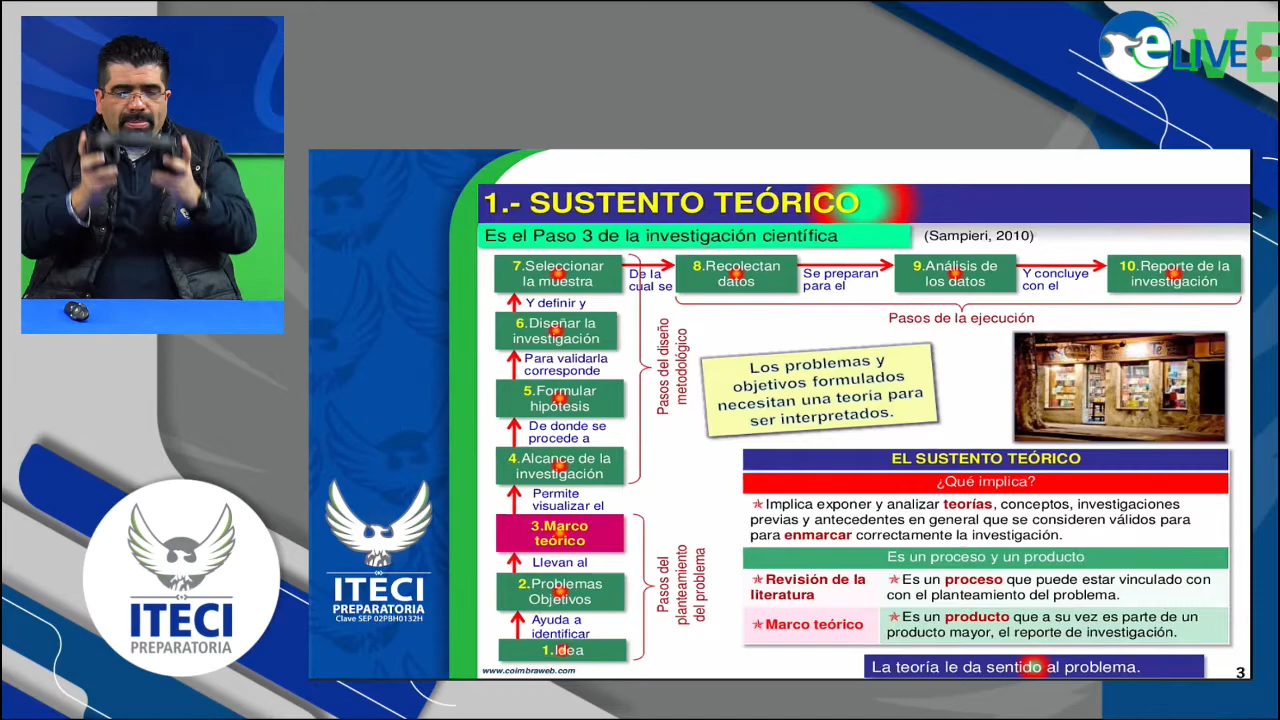 eLIVE
1.- SUSTENTO TEÓRICO
Es el Paso 3 de la investigación científica
(Sampieri, 2010)
7.Seleccionar
la muestra
De la
cual se
8.Recolectan
datos
Se preparan
para el
9.Análisis de
los datos
Y concluye
con el
10.Reporte de la
investigación
Y definir y
Pasos de la ejecución
6.Diseñar la
investigación
Para validarla
corresponde
5.Formular
hipótesis
De donde se
procede a
4.Alcance de la
investigación
Pasos del diseño
metodológico
Permite
visualizar el
3.Marco
teórico
Llevan al
2.Problemas
Objetivos
Ayuda a
identificar
1.Idea
Pasos del
planteamiento
del problema
Los problemas y
objetivos formulados
necesitan una teoría para
ser interpretados.
EL SUSTENTO TEÓRICO
¿Qué implica?
Implica exponer y analizar teorías, conceptos, investigaciones
previas y antecedentes en general que se consideren válidos para
para enmarcar correctamente la investigación.
Es un proceso y un producto
Revisión de la
literatura
Es un proceso que puede estar vinculado con
con el planteamiento del problema.
Marco teórico
Es un producto que a su vez es parte de un
producto mayor, el reporte de investigación.
La teoría le da sentido al problema.
www.coimbraweb.com
3
ITECI
PREPARATORIA
Clave SEP 02PBH0132H
ITECI
PREPARATORIA